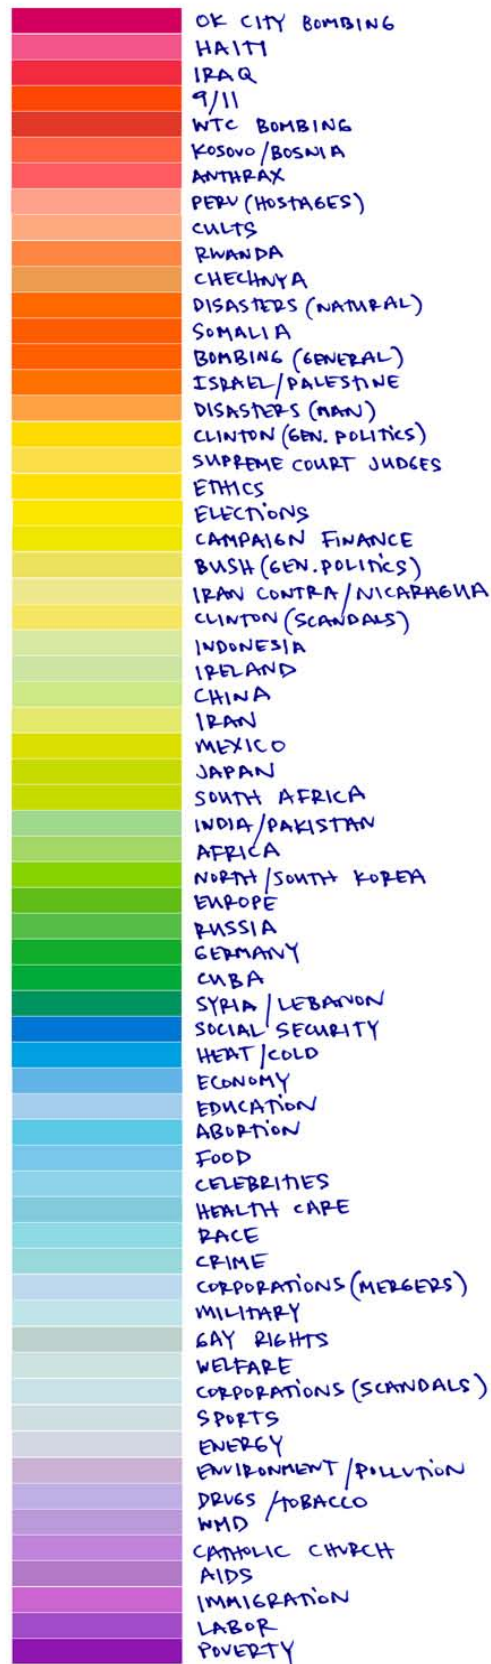 OK CITY BOMBING
HAITI
IRAQ
9/11
WTC BOMBING
KOSOVO/BOSNIA
ANTHRAX
PERU (HOSTAGES)
CULTS
RWANDA
CHECHNYA
DISASTERS (NATURAL)
SOMALIA
BOMBING (GENERAL)
ISRAEL/PALESTINE
DISASTERS (MAN)
CLINTON (GEN. POLITICS)
SUPREME COURT JUDGES
ETHICS
ELECTIONS
CAMPAIGN FINANCE
BUSH (GEN. POLITICS)
IRAN CONTRA/NICARAGUA
CLINTON (SCANDALS)
INDONESIA
IRELAND
CHINA
IRAN
MEXICO
JAPAN
SOUTH AFRICA
INDIA/PAKISTAN
AFRICA
NORTH/SOUTH KOREA
EUROPE
RUSSIA
GERMANY
CUBA
SYRIA/LEBANON
SOCIAL SECURITY
HEAT/COLD
ECONOMY
EDUCATION
ABORTION
FOOD
CELEBRITIES
HEALTH CARE
RACE
CRIME
CORPORATIONS (MERGERS)
MILITARY
GAY RIGHTS
WELFARE
CORPORATIONS (SCANDALS)
SPORTS
ENERGY
ENVIRONMENT/POLLUTION
DRUGS/TOBACCO
WMD
CATHOLIC CHURCH
AIDS
IMMIGRATION
LABOR
POVERTY